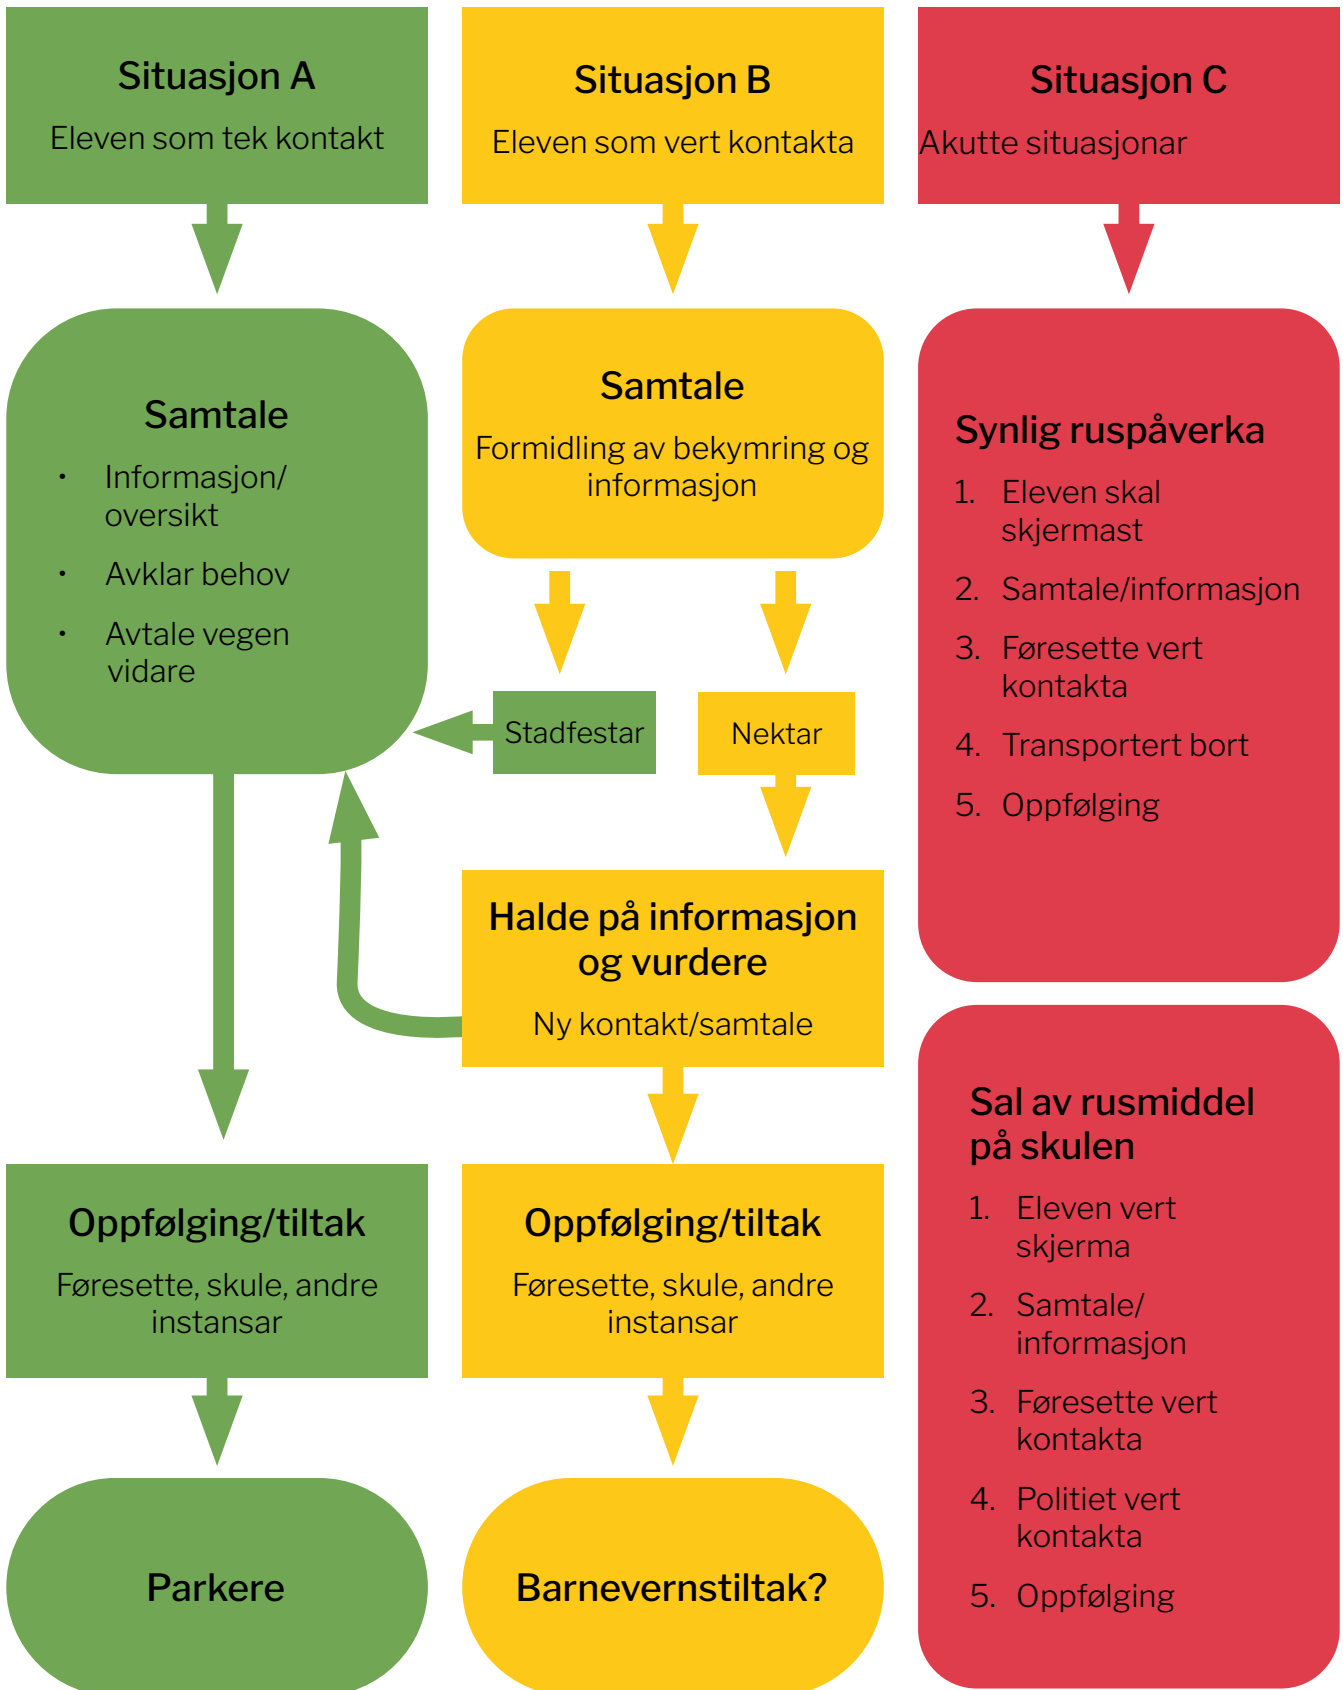 Situasjon A
Eleven som tek kontakt
Situasjon B
Eleven som vert kontakta
Situasjon C
Akutte situasjonar
Samtale
• Informasjon/
oversikt
• Avklar behov
• Avtale vegen
vidare
Samtale
Formidling av bekymring og
informasjon
Stadfestar
Nektar
Halde på informasjon
og vurdere
Ny kontakt/samtale
Oppfølging/tiltak
Føresette, skule, andre
instansar
Oppfølging/tiltak
Føresette, skule, andre
instansar
Parkere
Barnevernstiltak?
Synlig ruspåverka
1. Eleven skal
skjermast
2. Samtale/informasjon
3. Føresette vert
kontakta
4. Transportert bort
5. Oppfølging
Sal av rusmiddel
på skulen
1. Eleven vert
skjerma
2. Samtale/
informasjon
3. Føresette vert
kontakta
4. Politiet vert
kontakta
5. Oppfølging